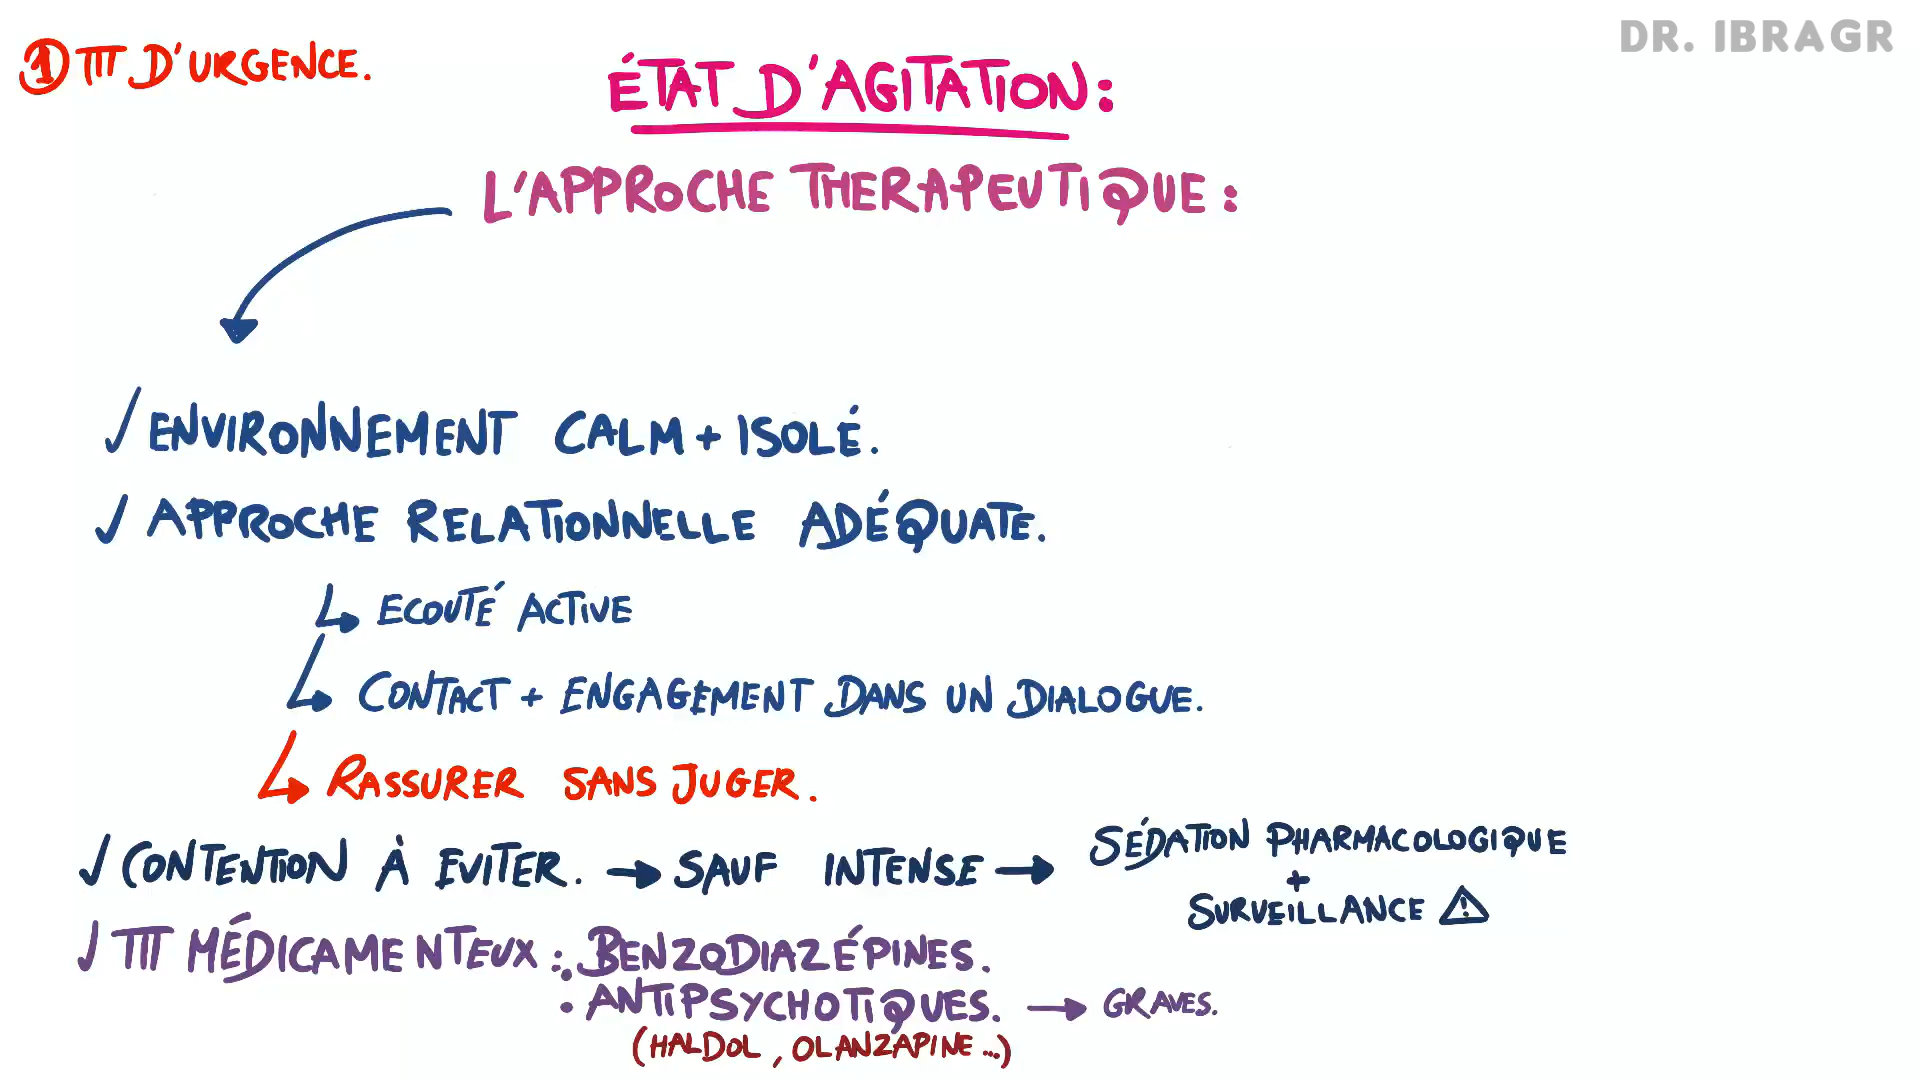 DR. IBRAGR
① TTT D'URGENCE.
ÉTAT D'AGITATION:
L'APPROCHE THERAPEUTIQUE:
✓ ENVIRONNEMENT CALM + ISOLÉ.
✓ APPROCHE RELATIONNELLE ADÉQUATE.
↳ ECOUTÉ ACTIVE
↳ CONTACT + ENGAGEMENT DANS UN DIALOGUE.
↳ RASSURER SANS JUGER.
✓ CONTENTION À EVITER. → SAUF INTENSE → SÉDATION PHARMACOLOGIQUE
+
SURVEILLANCE ⚠
✓ TTT MÉDICAMENTEUX : . BENZODIAZÉPINES.
• ANTIPSYCHOTIQUES. → GRAVES.
(HALDOL, OLANZAPINE...)